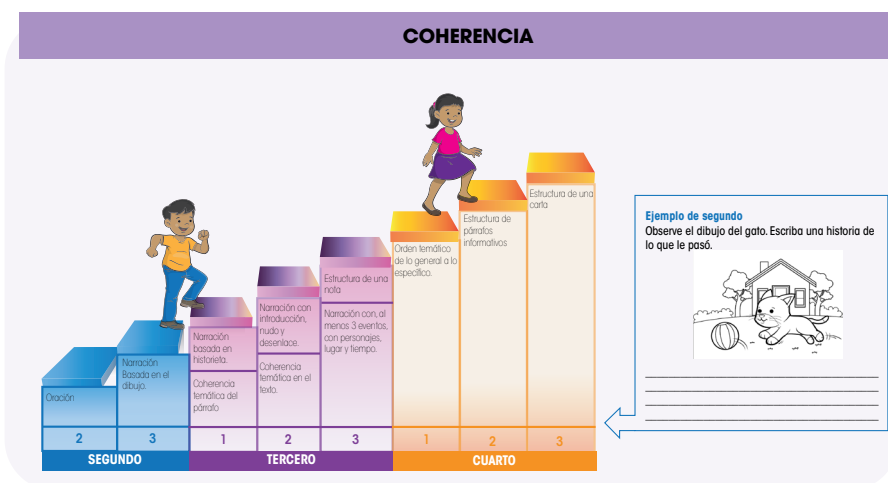 COHERENCIA
Oración
Narración
Basada en el
dibujo.
Narración
basada en
historieta.
Coherencia
temática del
párrafo
Narración con
introducción,
nudo y
desenlace.
Coherencia
temática en el
texto.
Estructura de una
nota
Narración con, al
menos 3 eventos,
con personajes,
lugar y tiempo.
Orden temático
de lo general a lo
específico.
Estructura de
párrafos
informativos
Estructura de una
carta
2 3 1 2 3 1 2 3
SEGUNDO TERCERO CUARTO
Ejemplo de segundo
Observe el dibujo del gato. Escriba una historia de
lo que le pasó.